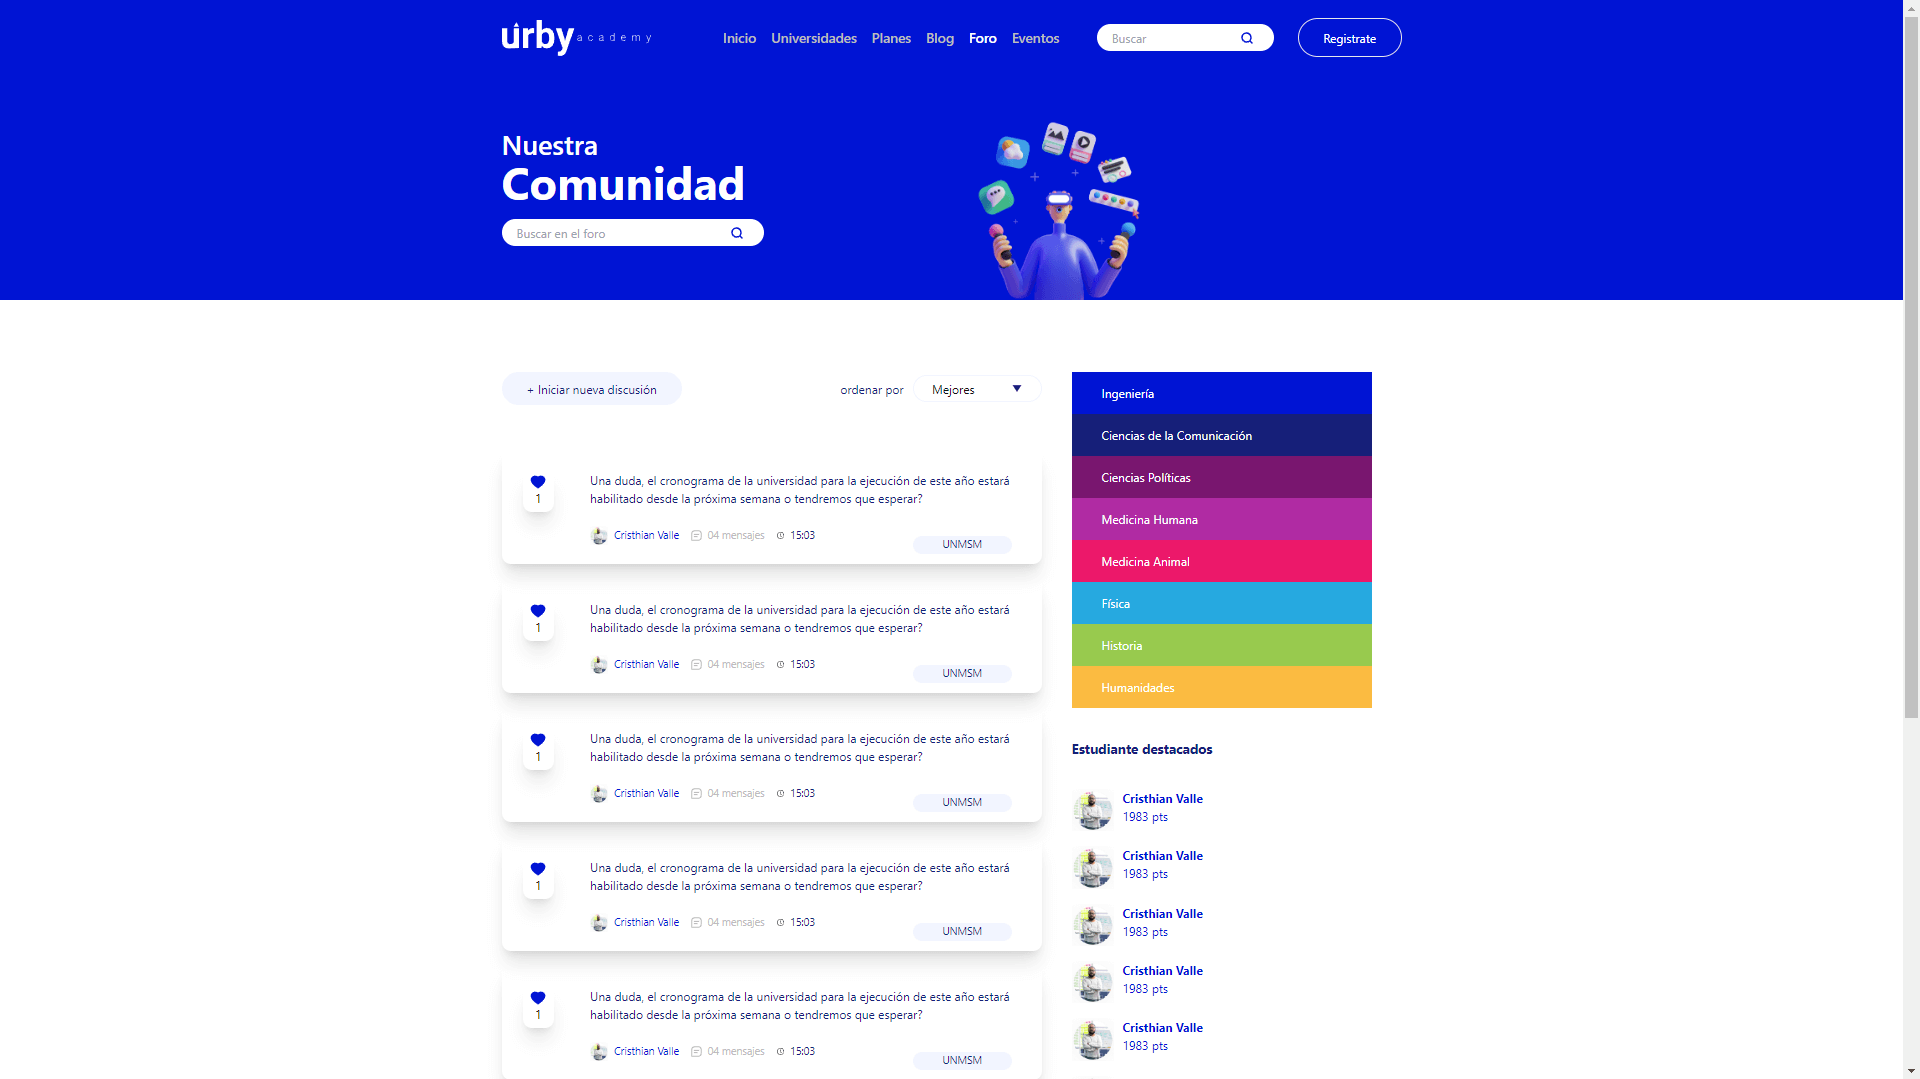 urby academy
Inicio Universidades Planes Blog Foro Eventos
Buscar
Registrate
Nuestra
Comunidad
Buscar en el foro
+ Iniciar nueva discusión
ordenar por Mejores
Una duda, el cronograma de la universidad para la ejecución de este año estará
habilitado desde la próxima semana o tendremos que esperar?
1
Cristhian Valle 04 mensajes 15:03
UNMSM
Una duda, el cronograma de la universidad para la ejecución de este año estará
habilitado desde la próxima semana o tendremos que esperar?
1
Cristhian Valle 04 mensajes 15:03
UNMSM
Una duda, el cronograma de la universidad para la ejecución de este año estará
habilitado desde la próxima semana o tendremos que esperar?
1
Cristhian Valle 04 mensajes 15:03
UNMSM
Una duda, el cronograma de la universidad para la ejecución de este año estará
habilitado desde la próxima semana o tendremos que esperar?
1
Cristhian Valle 04 mensajes 15:03
UNMSM
Una duda, el cronograma de la universidad para la ejecución de este año estará
habilitado desde la próxima semana o tendremos que esperar?
1
Cristhian Valle 04 mensajes 15:03
UNMSM
Ingeniería
Ciencias de la Comunicación
Ciencias Políticas
Medicina Humana
Medicina Animal
Física
Historia
Humanidades
Estudiante destacados
Cristhian Valle
1983 pts
Cristhian Valle
1983 pts
Cristhian Valle
1983 pts
Cristhian Valle
1983 pts
Cristhian Valle
1983 pts